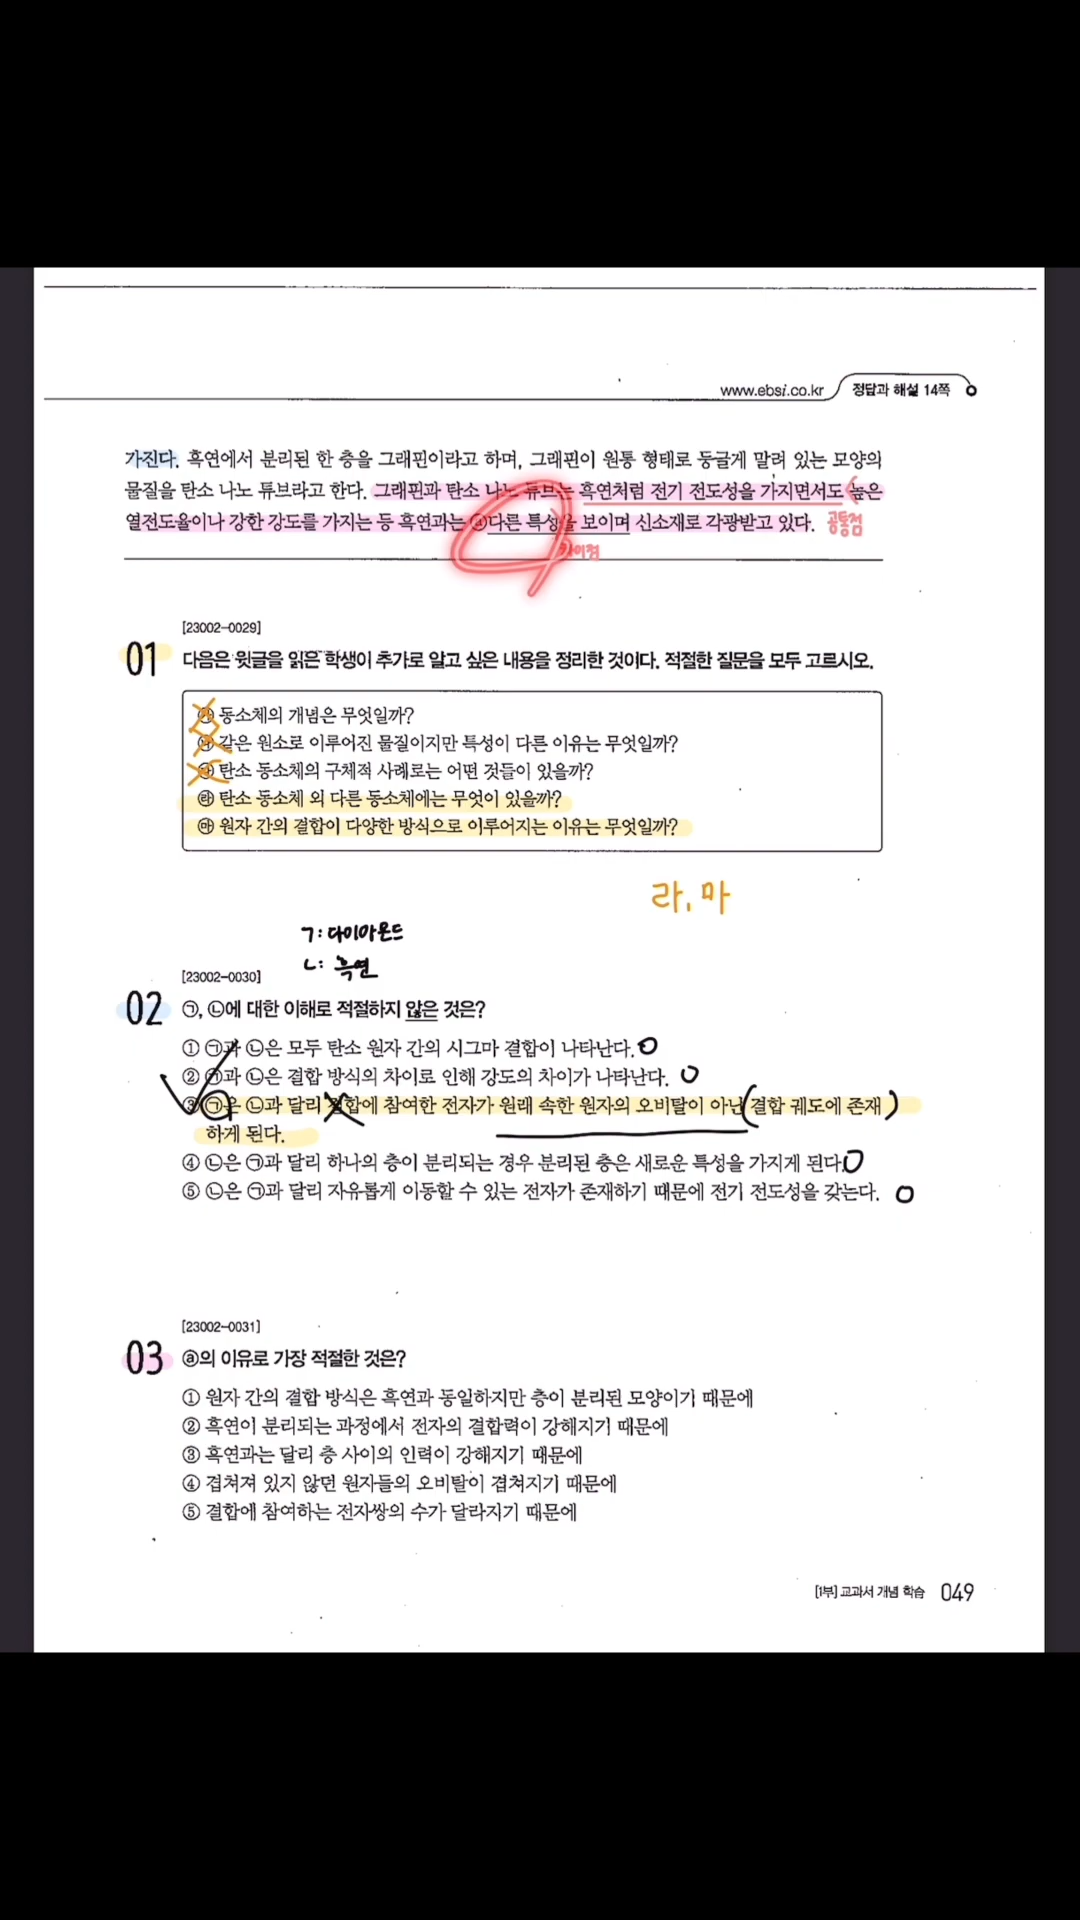 www.ebsi.co.kr 정답과 해설 14쪽
가진다. 흑연에서 분리된 한 층을 그래핀이라고 하며, 그래핀이 원통 형태로 둥글게 말려 있는 모양의
물질을 탄소 나노 튜브라고 한다. 그래핀과 탄소 나노 튜브는 흑연처럼 전기 전도성을 가지면서도 높은
열전도율이나 강한 강도를 가지는 등 흑연과는 ⓐ다른 특성을 보이며 신소재로 각광받고 있다. 공통점
차이점
[23002-0029]
01 다음은 윗글을 읽은 학생이 추가로 알고 싶은 내용을 정리한 것이다. 적절한 질문을 모두 고르시오.
㉮ 동소체의 개념은 무엇일까?
㉯ 같은 원소로 이루어진 물질이지만 특성이 다른 이유는 무엇일까?
㉰ 탄소 동소체의 구체적 사례로는 어떤 것들이 있을까?
㉱ 탄소 동소체 외 다른 동소체에는 무엇이 있을까?
㉲ 원자 간의 결합이 다양한 방식으로 이루어지는 이유는 무엇일까?
라, 마
ㄱ: 다이아몬드
ㄴ: 흑연
[23002-0030]
02 ㉠, ㉡에 대한 이해로 적절하지 않은 것은?
① ㉠과 ㉡은 모두 탄소 원자 간의 시그마 결합이 나타난다.
② ㉠과 ㉡은 결합 방식의 차이로 인해 강도의 차이가 나타난다.
③ ㉠은 ㉡과 달리 결합에 참여한 전자가 원래 속한 원자의 오비탈이 아닌 결합 궤도에 존재
하게 된다.
④ ㉡은 ㉠과 달리 하나의 층이 분리되는 경우 분리된 층은 새로운 특성을 가지게 된다.
⑤ ㉡은 ㉠과 달리 자유롭게 이동할 수 있는 전자가 존재하기 때문에 전기 전도성을 갖는다.
[23002-0031]
03 ⓐ의 이유로 가장 적절한 것은?
① 원자 간의 결합 방식은 흑연과 동일하지만 층이 분리된 모양이기 때문에
② 흑연이 분리되는 과정에서 전자의 결합력이 강해지기 때문에
③ 흑연과는 달리 층 사이의 인력이 강해지기 때문에
④ 겹쳐져 있지 않던 원자들의 오비탈이 겹쳐지기 때문에
⑤ 결합에 참여하는 전자쌍의 수가 달라지기 때문에
[1부] 교과서 개념 학습 049